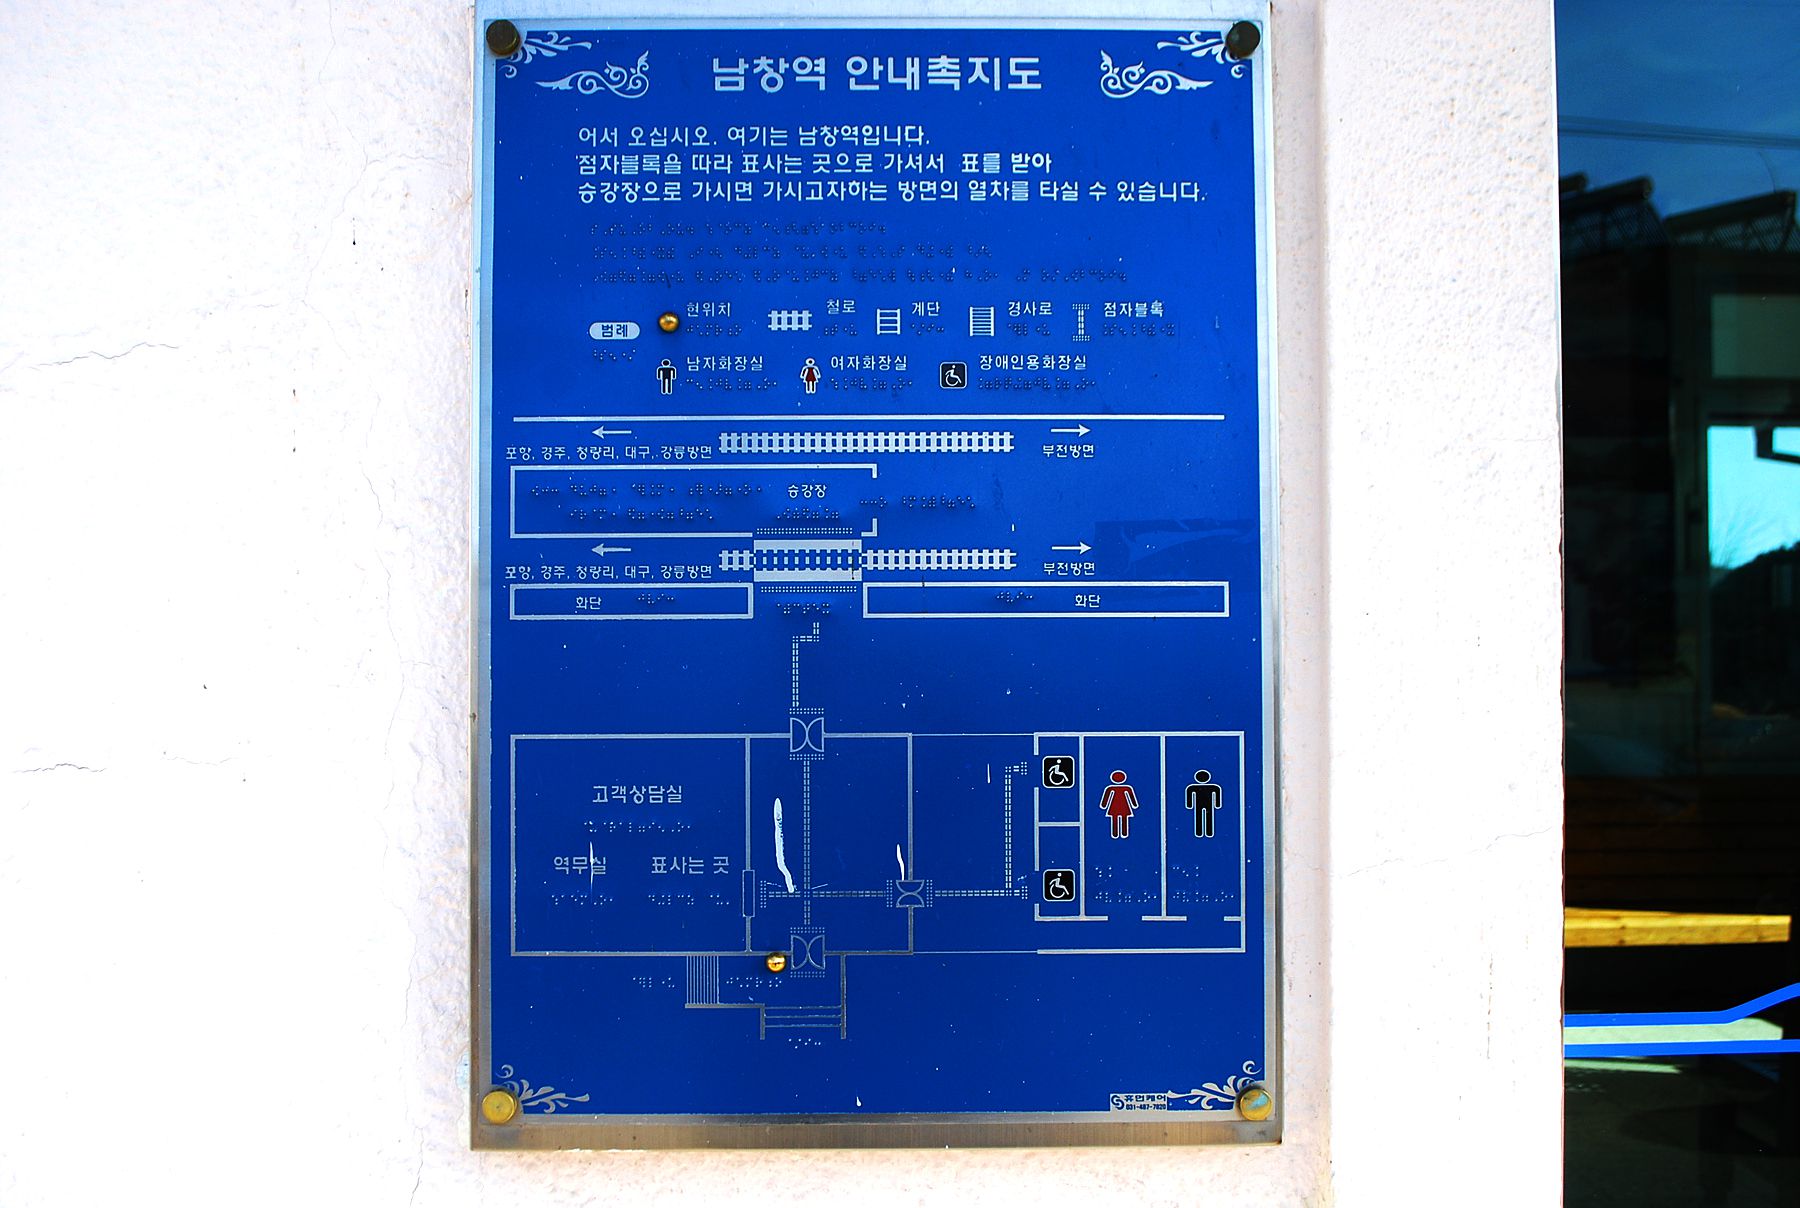 남창역 안내촉지도
어서 오십시오. 여기는 남창역입니다.
점자블록을 따라 표사는 곳으로 가셔서 표를 받아
승강장으로 가시면 가시고자하는 방면의 열차를 타실 수 있습니다.
범례
현위치
철로
계단
경사로
점자블록
남자화장실
여자화장실
장애인용화장실
포항, 경주, 청량리, 대구, 강릉방면
부전방면
승강장
포항, 경주, 청량리, 대구, 강릉방면
부전방면
화단
화단
고객상담실
역무실
표사는 곳
휴먼케어
031-487-7820